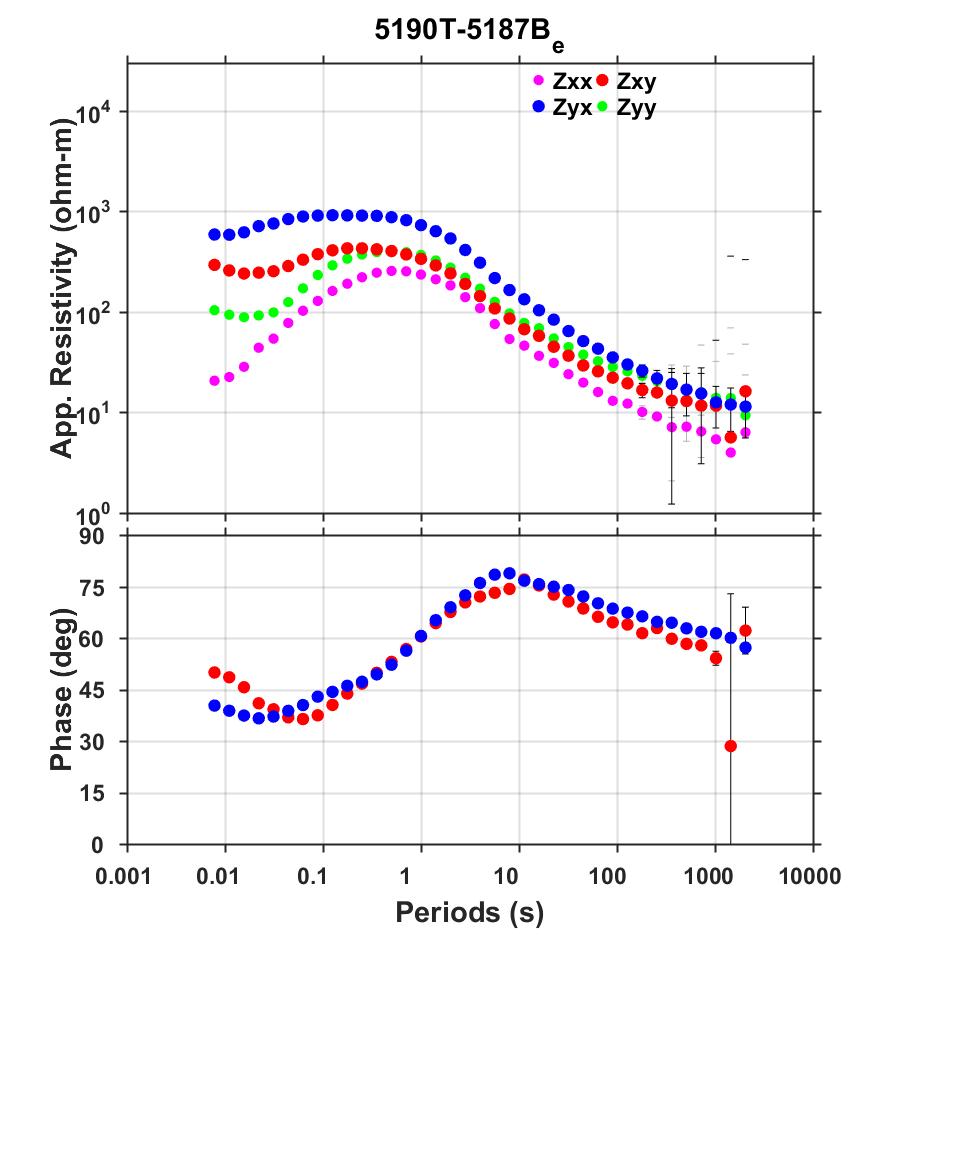 5190T-5187Be
Zxx Zxy
Zyx Zyy
App. Resistivity (ohm-m)
10^4
10^3
10^2
10^1
10^0
Phase (deg)
90
75
60
45
30
15
0
0.001 0.01 0.1 1 10 100 1000 10000
Periods (s)